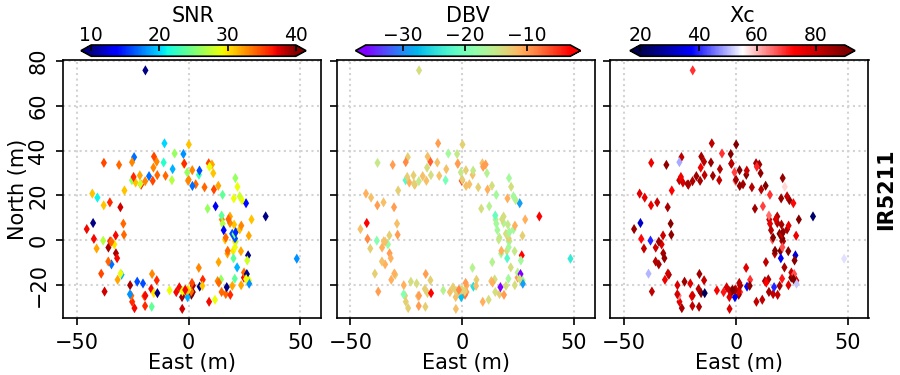 SNR DBV Xc
10 20 30 40 −30 −20 −10 20 40 60 80
80
60
40
20
0
−20
North (m)
−50 0 50 −50 0 50 −50 0 50
East (m) East (m) East (m)
IR5211